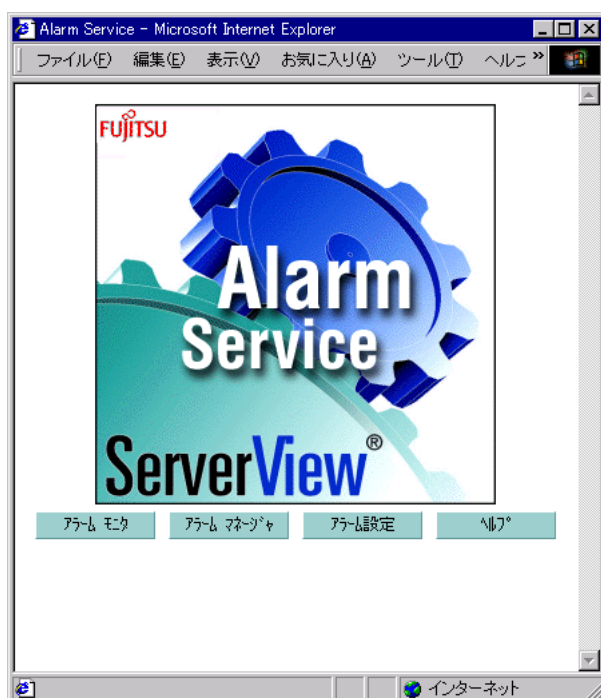 Alarm Service - Microsoft Internet Explorer
ファイル(F) 編集(E) 表示(V) お気に入り(A) ツール(T) ヘルプ »
FUJITSU
Alarm
Service
ServerView®
ｱﾗｰﾑ ﾓﾆﾀ ｱﾗｰﾑ ﾏﾈｰｼﾞｬ ｱﾗｰﾑ設定 ﾍﾙﾌﾟ
インターネット